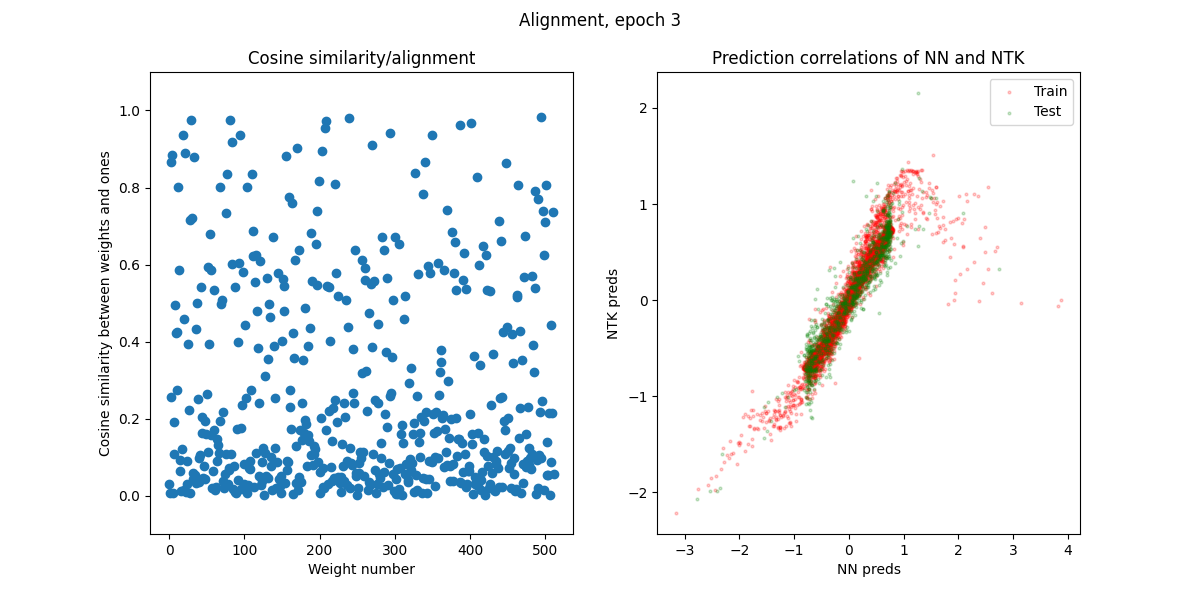 Alignment, epoch 3
Cosine similarity/alignment
Cosine similarity between weights and ones
1.0
0.8
0.6
0.4
0.2
0.0
0 100 200 300 400 500
Weight number
Prediction correlations of NN and NTK
Train
Test
NTK preds
2
1
0
−1
−2
−3 −2 −1 0 1 2 3 4
NN preds